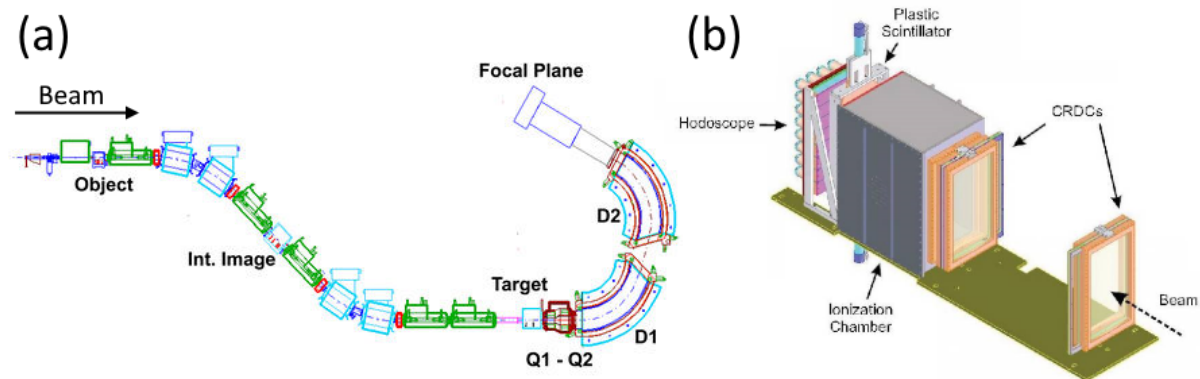 (a)
Beam
Object
Int. Image
Focal Plane
Target
Q1 - Q2
D1
D2
(b)
Plastic
Scintillator
Hodoscope
CRDCs
Ionization
Chamber
Beam